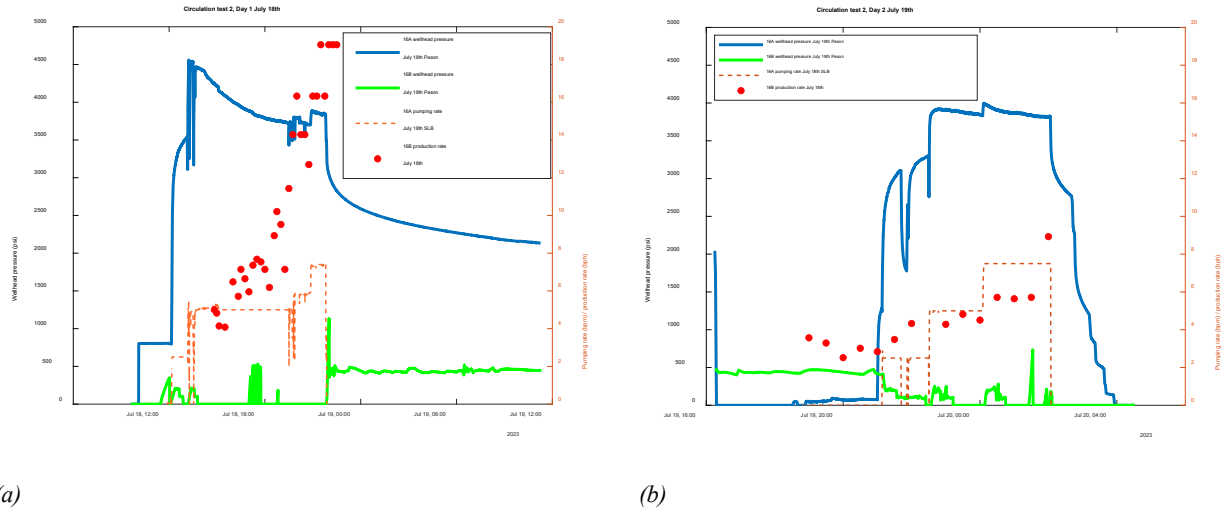 Circulation test 2, Day 1 July 18th
5000
4500
4000
3500
3000
2500
2000
1500
1000
500
0
Wellhead pressure (psi)
16A wellhead pressure
July 18th Pason
16B wellhead pressure
July 18th Pason
16A pumping rate
July 18th SLB
16B production rate
July 18th
20
18
16
14
12
10
8
6
4
2
0
Pumping rate (bpm) / production rate (bph)
Jul 18, 12:00
Jul 18, 18:00
Jul 19, 00:00
Jul 19, 06:00
Jul 19, 12:00
2023
(a)
Circulation test 2, Day 2 July 19th
5000
4500
4000
3500
3000
2500
2000
1500
1000
500
0
Wellhead pressure (psi)
16A wellhead pressure July 19th Pason
16B wellhead pressure July 19th Pason
16A pumping rate July 19th SLB
16B production rate July 19th
20
18
16
14
12
10
8
6
4
2
0
Pumping rate (bpm) / production rate (bph)
Jul 19, 16:00
Jul 19, 20:00
Jul 20, 00:00
Jul 20, 04:00
2023
(b)